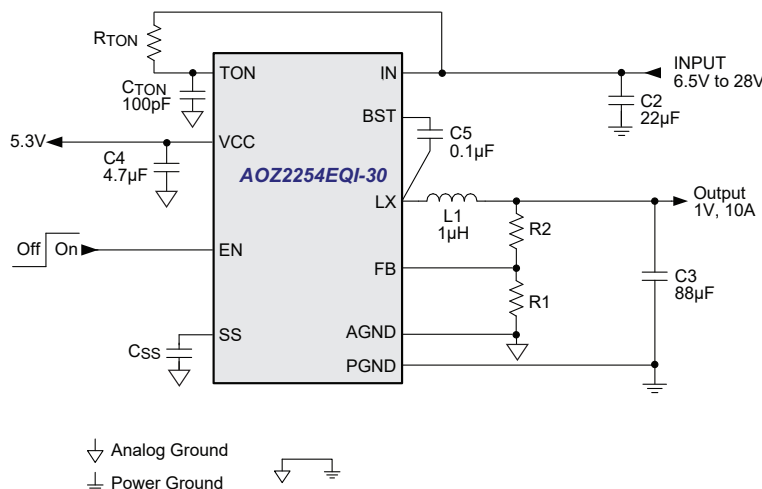 RTON
TON
CTON
100pF
5.3V
VCC
C4
4.7µF
AOZ2254EQI-30
Off
On
EN
SS
CSS
IN
INPUT
6.5V to 28V
C2
22µF
BST
C5
0.1µF
LX
L1
1µH
Output
1V, 10A
R2
FB
R1
C3
88µF
AGND
PGND
Analog Ground
Power Ground